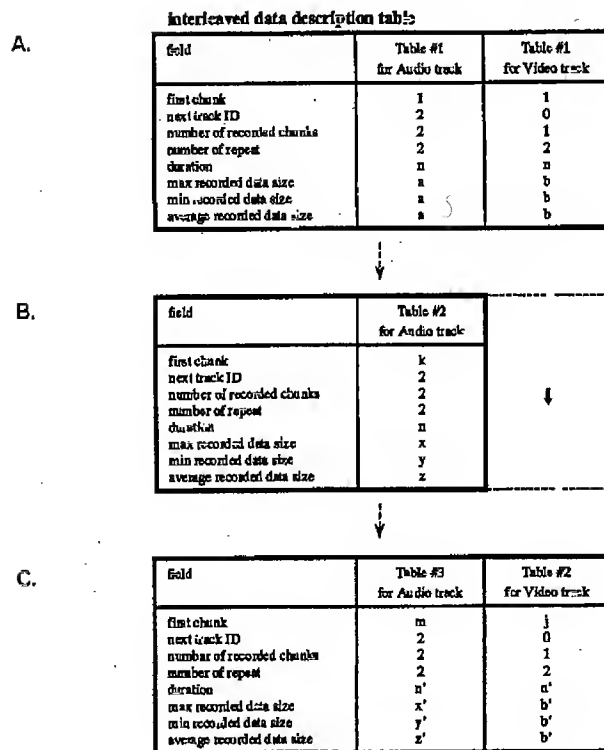 interleaved data description table
A.
field Table #1 Table #1
for Audio track for Video track
first chunk 1 1
next track ID 2 0
number of recorded chunks 2 1
number of repeat 2 2
duration n n
max recorded data size a b
min recorded data size a b
average recorded data size a b
B.
field Table #2
for Audio track
first chunk k
next track ID 2
number of recorded chunks 2
number of repeat 2
duration n
max recorded data size x
min recorded data size y
average recorded data size z
C.
field Table #3 Table #2
for Audio track for Video track
first chunk m j
next track ID 2 0
number of recorded chunks 2 1
number of repeat 2 2
duration n' n'
max recorded data size x' b'
min recorded data size y' b'
average recorded data size z' b'